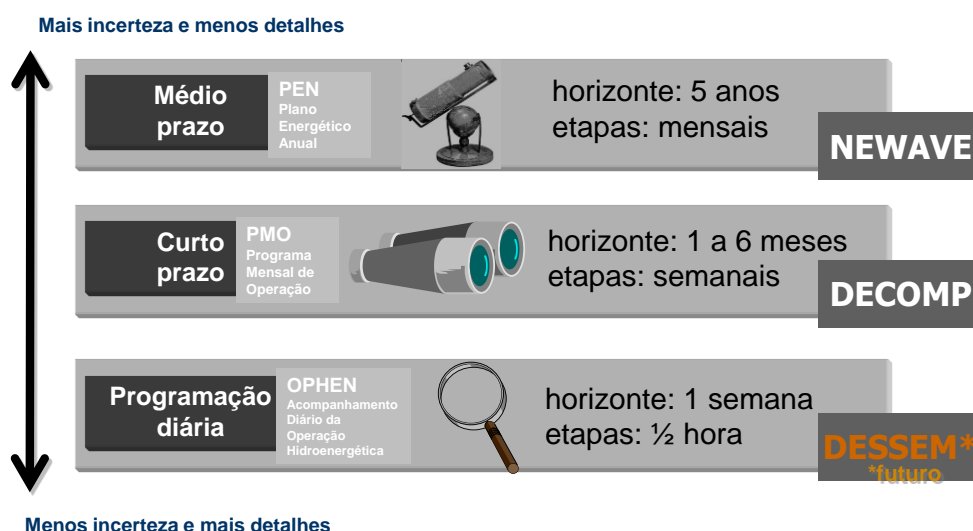 Mais incerteza e menos detalhes
Médio
prazo
PEN
Plano
Energético
Anual
horizonte: 5 anos
etapas: mensais
NEWAVE
Curto
prazo
PMO
Programa
Mensal de
Operação
horizonte: 1 a 6 meses
etapas: semanais
DECOMP
Programação
diária
OPHEN
Acompanhamento
Diário da
Operação
Hidroenergética
horizonte: 1 semana
etapas: ½ hora
DESSEM*
*futuro
Menos incerteza e mais detalhes